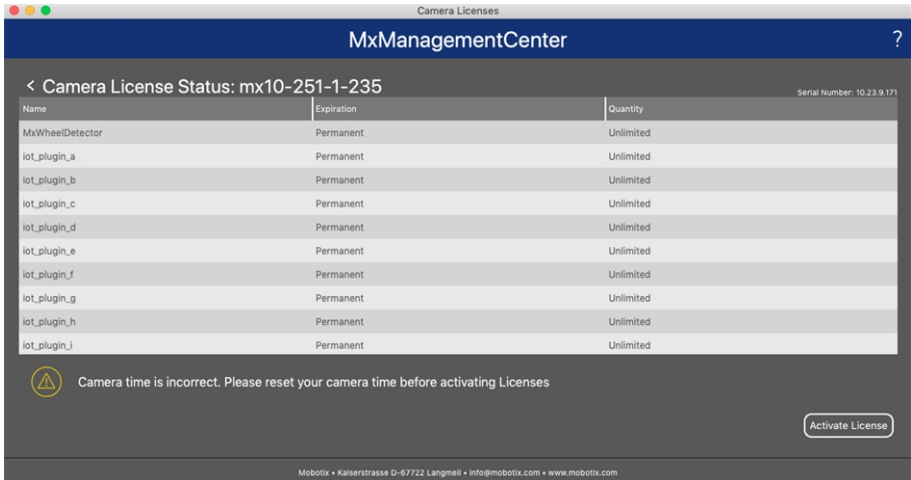 Camera Licenses
MxManagementCenter
?
< Camera License Status: mx10-251-1-235
Serial Number: 10.23.9.171
Name Expiration Quantity
MxWheelDetector Permanent Unlimited
iot_plugin_a Permanent Unlimited
iot_plugin_b Permanent Unlimited
iot_plugin_c Permanent Unlimited
iot_plugin_d Permanent Unlimited
iot_plugin_e Permanent Unlimited
iot_plugin_f Permanent Unlimited
iot_plugin_g Permanent Unlimited
iot_plugin_h Permanent Unlimited
iot_plugin_i Permanent Unlimited
Camera time is incorrect. Please reset your camera time before activating Licenses
Activate License
Mobotix • Kaiserstrasse D-67722 Langmeil • info@mobotix.com • www.mobotix.com